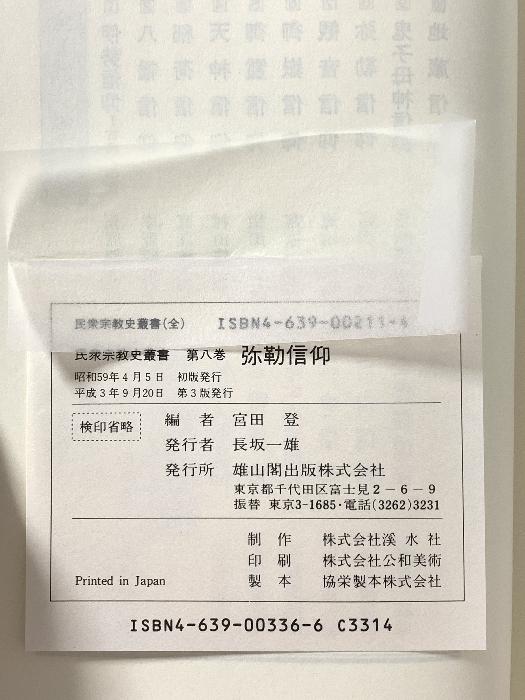 民衆宗教史叢書(全) ISBN4-639-00211-4
民衆宗教史叢書 第八巻 弥勒信仰
昭和59年4月5日 初版発行
平成3年9月20日 第3版発行
検印省略
編者 宮田 登
発行者 長坂一雄
発行所 雄山閣出版株式会社
東京都千代田区富士見2-6-9
振替 東京3-1685・電話(3262)3231
制作 株式会社渓水社
印刷 株式会社公和美術
製本 協栄製本株式会社
Printed in Japan
ISBN4-639-00336-6 C3314